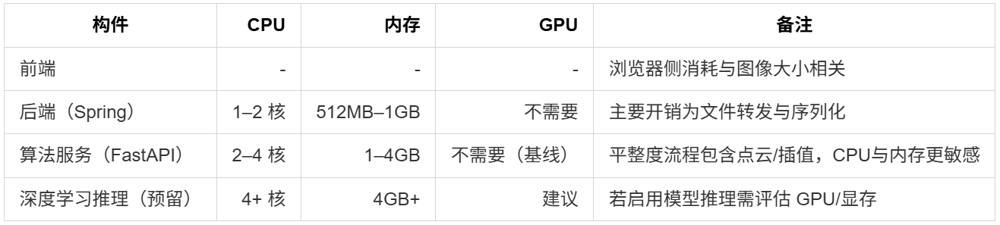 构件 CPU 内存 GPU 备注
前端 - - - 浏览器侧消耗与图像大小相关
后端（Spring） 1–2 核 512MB–1GB 不需要 主要开销为文件转发与序列化
算法服务（FastAPI） 2–4 核 1–4GB 不需要（基线） 平整度流程包含点云/插值，CPU与内存更敏感
深度学习推理（预留） 4+ 核 4GB+ 建议 若启用模型推理需评估 GPU/显存